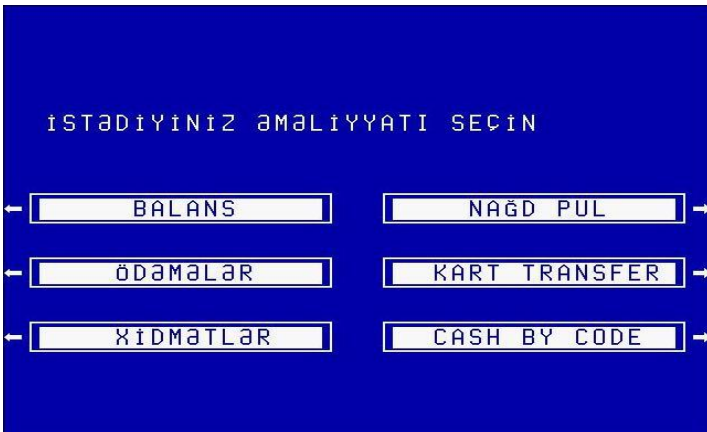 İSTƏDİYİNİZ ƏMƏLİYYATI SEÇİN
BALANS
NAĞD PUL
ÖDƏMƏLƏR
KART TRANSFER
XİDMƏTLƏR
CASH BY CODE